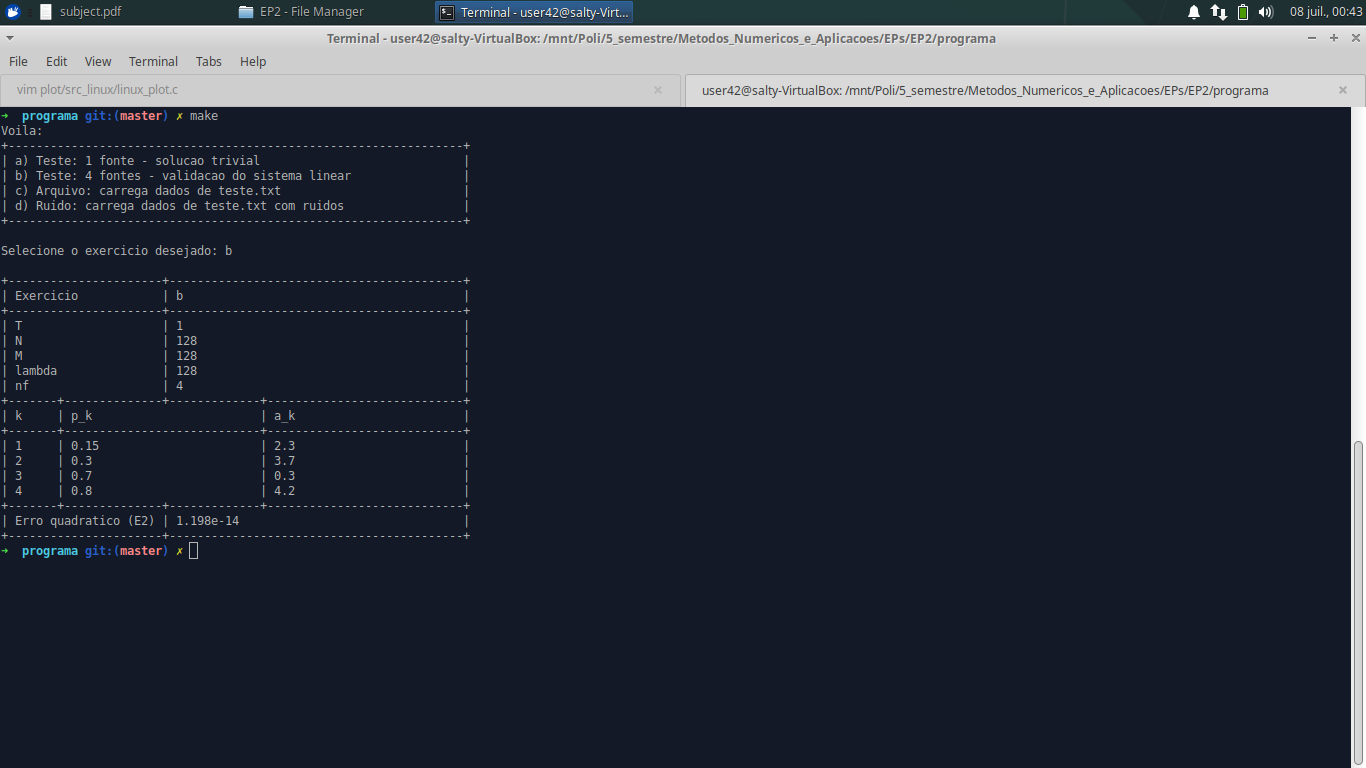 subject.pdf EP2 - File Manager Terminal - user42@salty-Virt... 08 juil., 00:43
Terminal - user42@salty-VirtualBox: /mnt/Poli/5_semestre/Metodos_Numericos_e_Aplicacoes/EPs/EP2/programa
File Edit View Terminal Tabs Help
vim plot/src_linux/linux_plot.c user42@salty-VirtualBox: /mnt/Poli/5_semestre/Metodos_Numericos_e_Aplicacoes/EPs/EP2/programa
➜  programa git:(master) ✗ make
Voila:
+-----------------------------------------------------------------+
| a) Teste: 1 fonte - solucao trivial                             |
| b) Teste: 4 fontes - validacao do sistema linear                |
| c) Arquivo: carrega dados de teste.txt                          |
| d) Ruido: carrega dados de teste.txt com ruidos                 |
+-----------------------------------------------------------------+
Selecione o exercicio desejado: b
+----------------------+------------------------------------------+
| Exercicio            | b                                        |
+----------------------+------------------------------------------+
| T                    | 1                                        |
| N                    | 128                                      |
| M                    | 128                                      |
| lambda               | 128                                      |
| nf                   | 4                                        |
+-------+--------------+-------------+----------------------------+
| k     | p_k                        | a_k                        |
+-------+----------------------------+----------------------------+
| 1     | 0.15                       | 2.3                        |
| 2     | 0.3                        | 3.7                        |
| 3     | 0.7                        | 0.3                        |
| 4     | 0.8                        | 4.2                        |
+-------+--------------+-------------+----------------------------+
| Erro quadratico (E2) | 1.198e-14                                |
+----------------------+------------------------------------------+
➜  programa git:(master) ✗